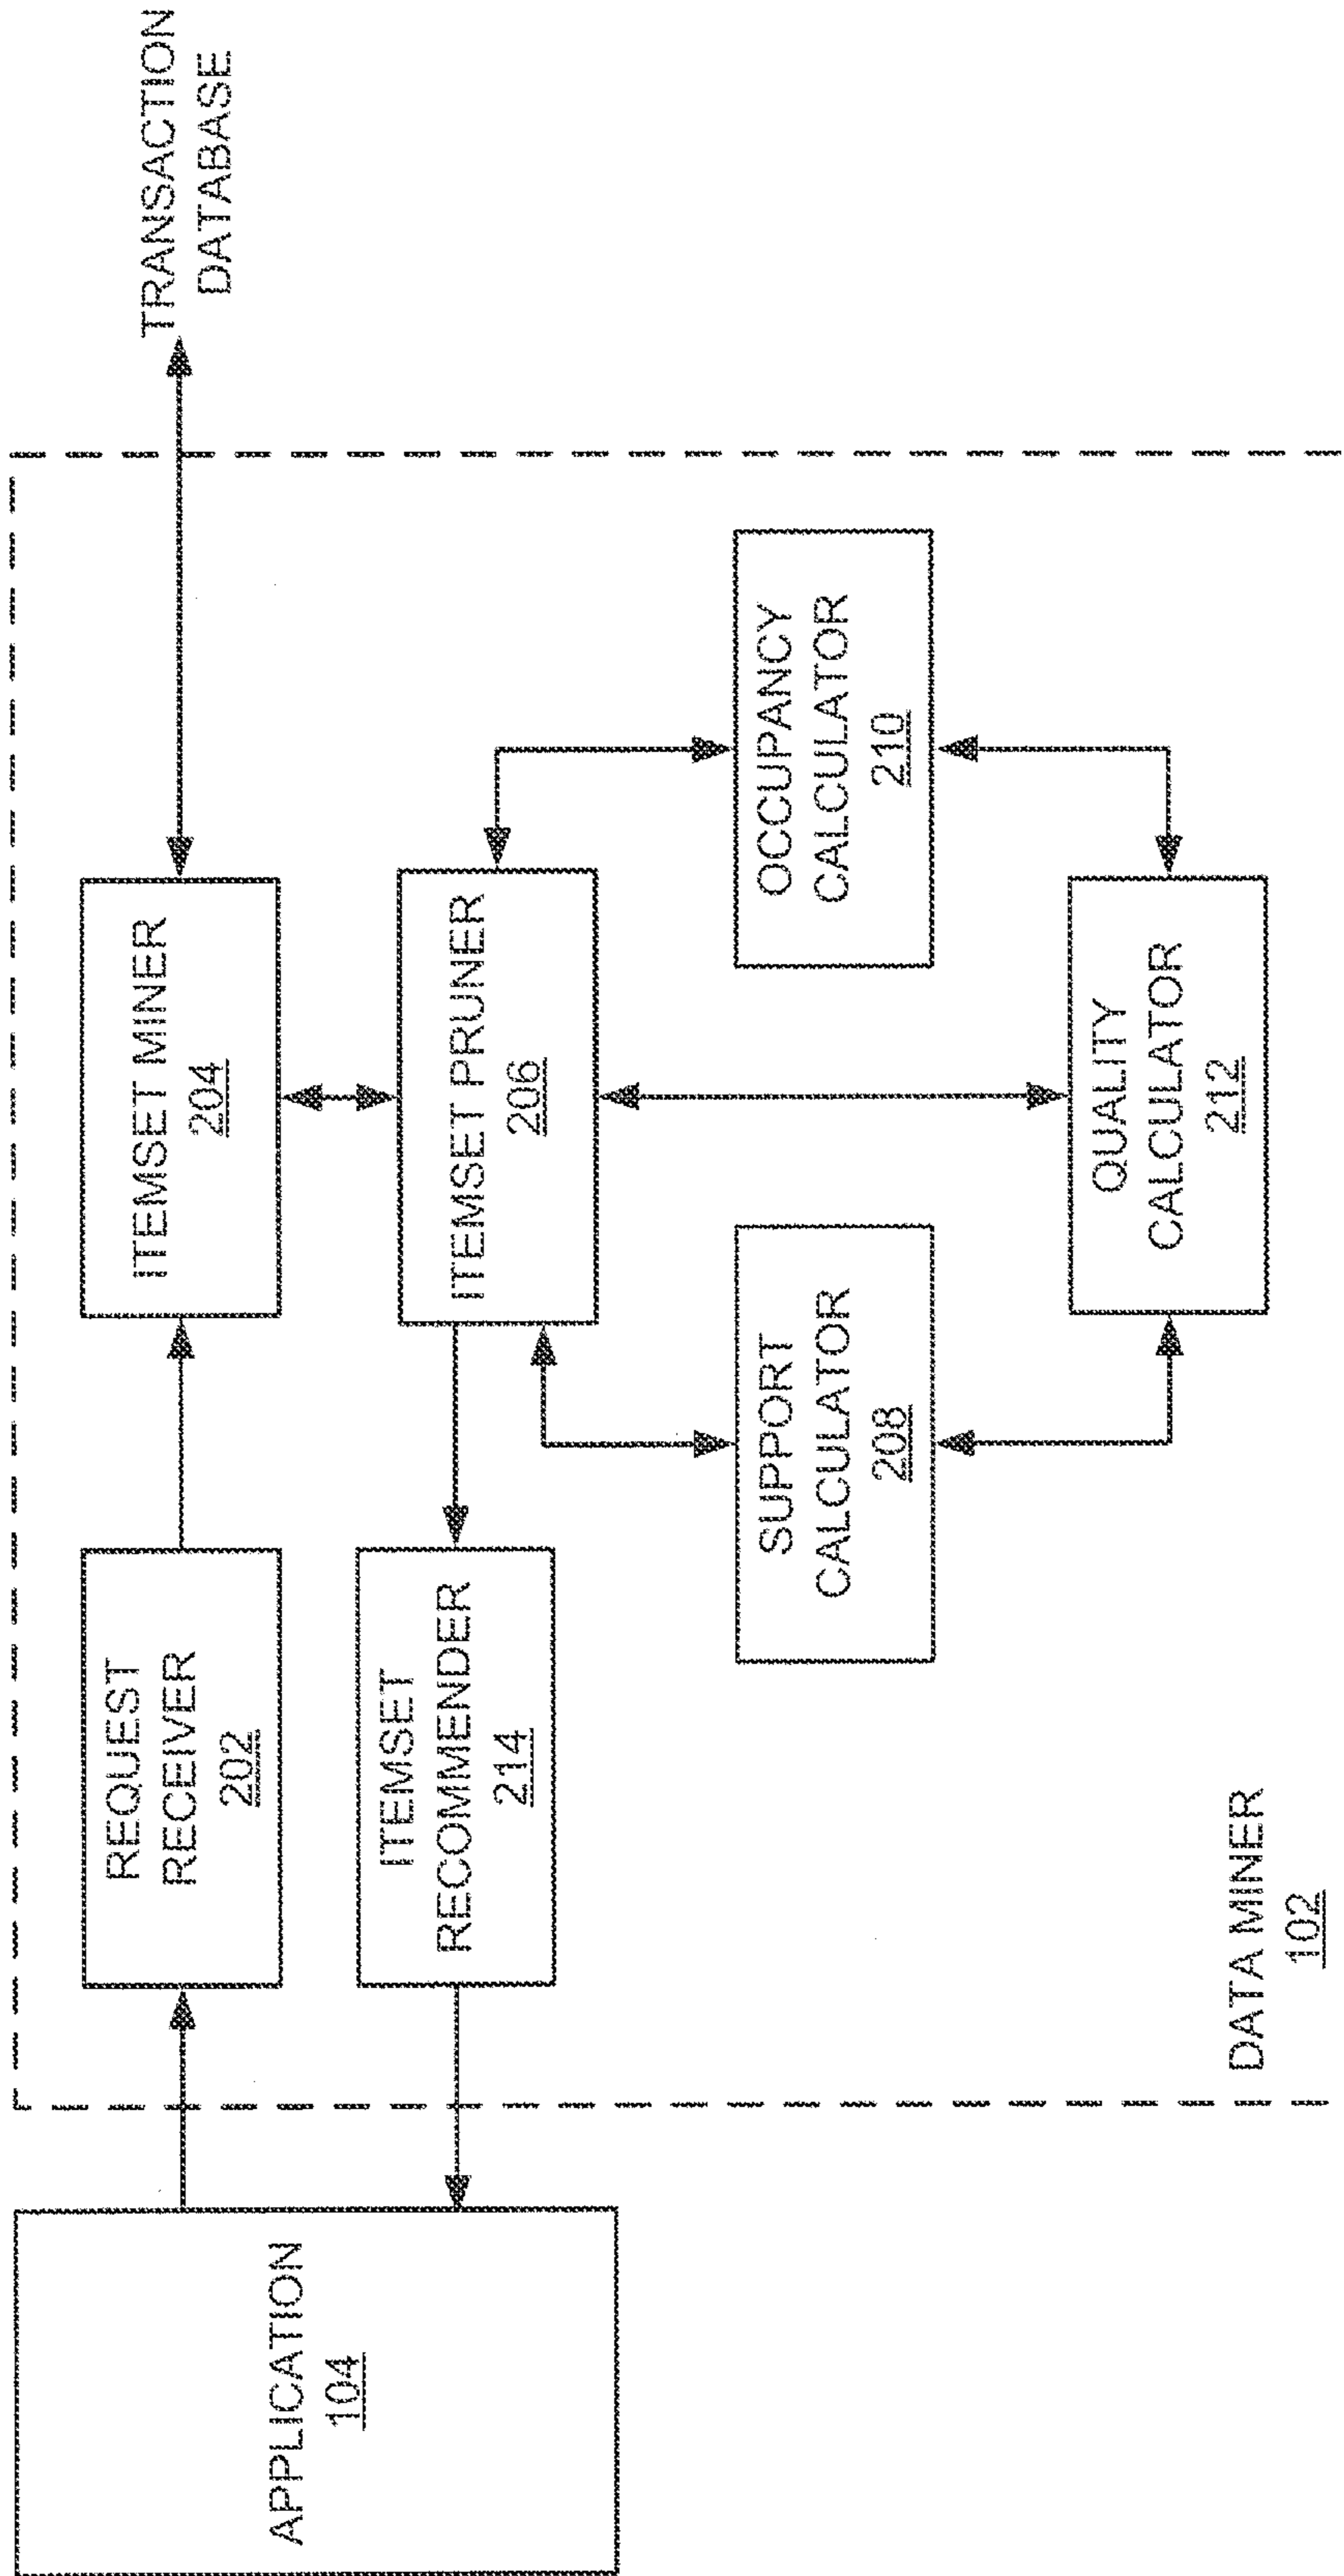 APPLICATION
104
REQUEST
RECEIVER
202
ITEMSET MINER
204
TRANSACTION
DATABASE
ITEMSET
RECOMMENDER
214
ITEMSET PRUNER
206
SUPPORT
CALCULATOR
208
OCCUPANCY
CALCULATOR
210
QUALITY
CALCULATOR
212
DATA MINER
102